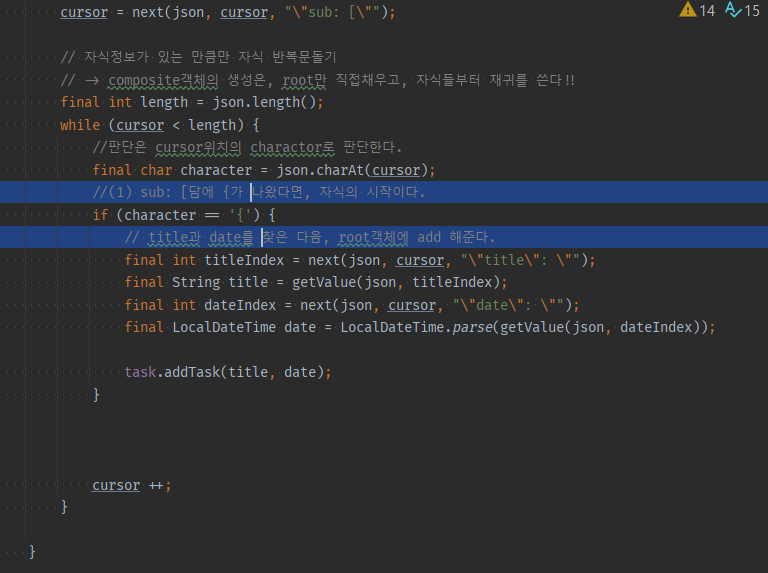 14 15
cursor = next(json, cursor, "\"sub: [\"");
// 자식정보가 있는 만큼만 자식 반복문돌기
// -> composite객체의 생성은, root만 직접채우고, 자식들부터 재귀를 쓴다!!
final int length = json.length();
while (cursor < length) {
//판단은 cursor위치의 charactor로 판단한다.
final char character = json.charAt(cursor);
//(1) sub: [담에 {가 나왔다면, 자식의 시작이다.
if (character == '{') {
// title과 date를 찾은 다음, root객체에 add 해준다.
final int titleIndex = next(json, cursor, "\"title\": \"");
final String title = getValue(json, titleIndex);
final int dateIndex = next(json, cursor, "\"date\": \"");
final LocalDateTime date = LocalDateTime.parse(getValue(json, dateIndex));
task.addTask(title, date);
}
cursor ++;
}
}